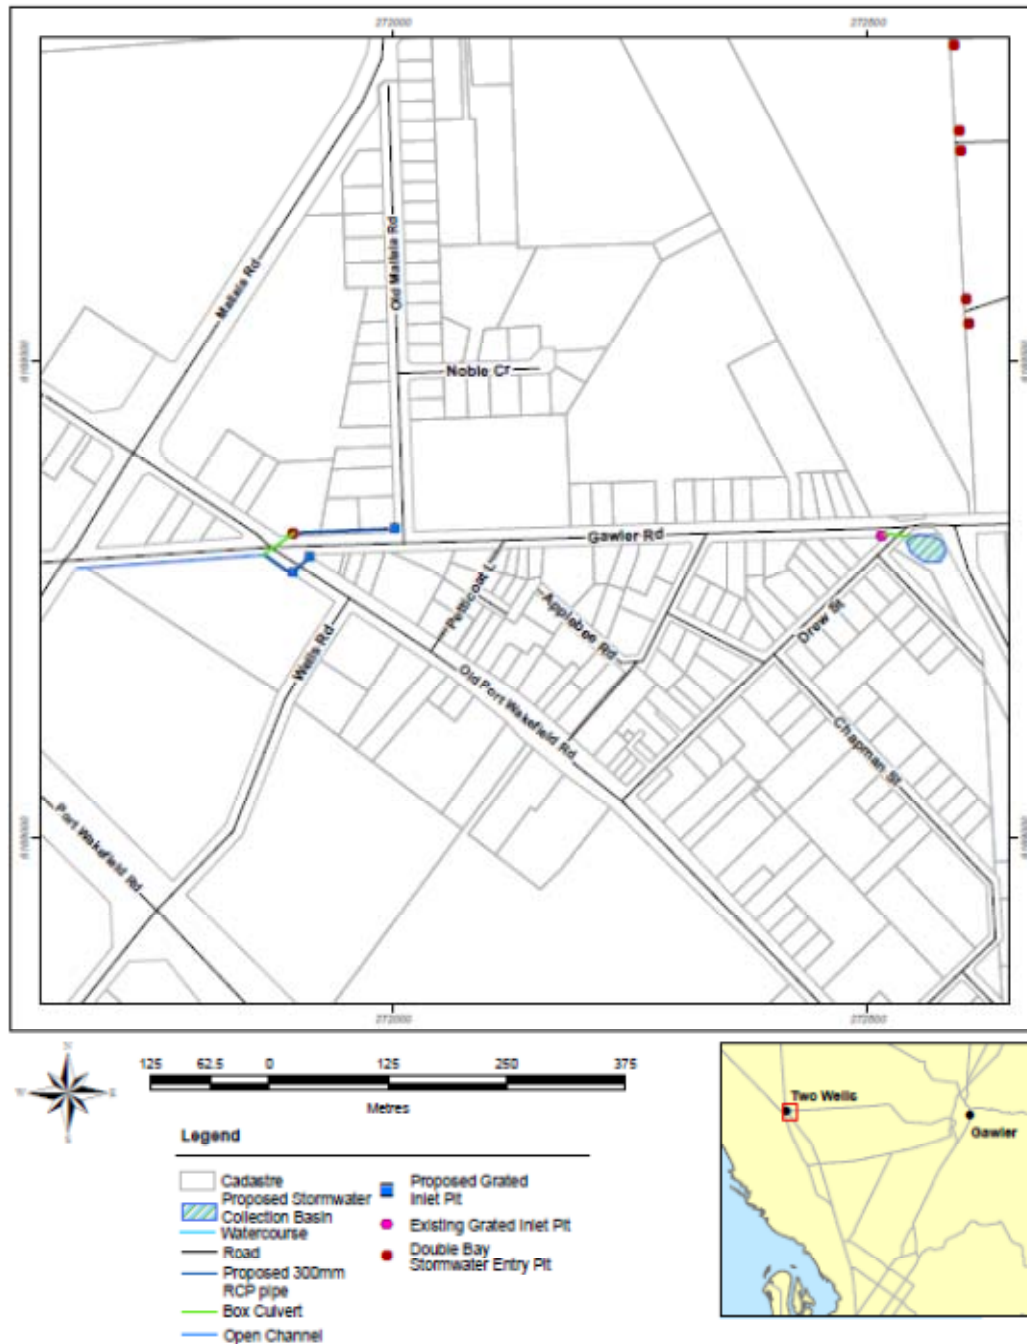 272000
272500
Mallala Rd
Old Mallala Rd
Noble Cr
Gawler Rd
Petticoat L
Applebee Rd
Drew St
Wells Rd
Old Port Wakefield Rd
Chapman St
Port Wakefield Rd
272000
272500
N
W
E
S
125
62.5
0
125
250
375
Metres
Legend
Cadastre
Proposed Stormwater
Collection Basin
Watercourse
Road
Proposed 300mm
RCP pipe
Box Culvert
Open Channel
Proposed Grated
Inlet Pit
Existing Grated Inlet Pit
Double Bay
Stormwater Entry Pit
Two Wells
Gawler